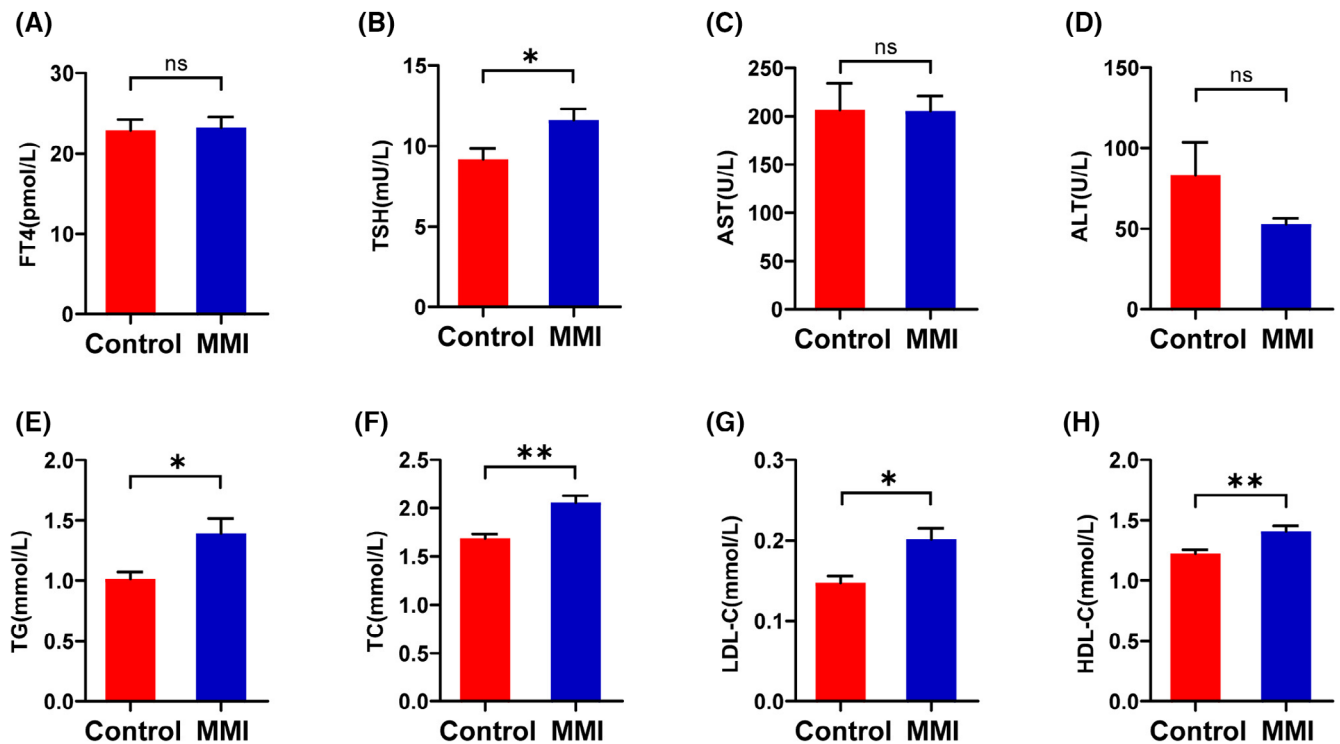 (A)
ns
FT4(pmol/L)
30
20
10
0
Control MMI
(B)
*
TSH(mU/L)
15
10
5
0
Control MMI
(C)
ns
AST(U/L)
250
200
150
100
50
0
Control MMI
(D)
ns
ALT(U/L)
150
100
50
0
Control MMI
(E)
*
TG(mmol/L)
2.0
1.5
1.0
0.5
0.0
Control MMI
(F)
**
TC(mmol/L)
2.5
2.0
1.5
1.0
0.5
0.0
Control MMI
(G)
*
LDL-C(mmol/L)
0.3
0.2
0.1
0.0
Control MMI
(H)
**
HDL-C(mmol/L)
2.0
1.5
1.0
0.5
0.0
Control MMI